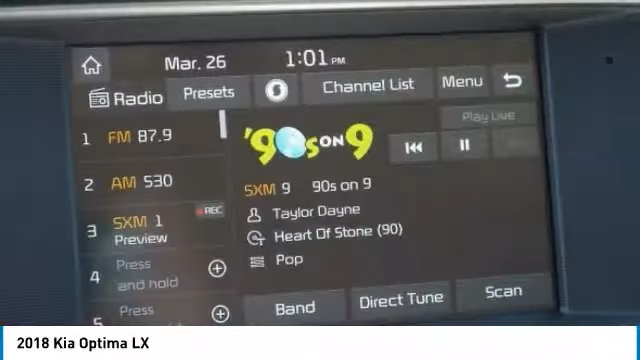 Mar. 26
1:01 PM
Radio
Presets
Channel List
Menu
1 FM 87.9
'90s ON 9
Play Live
2 AM 530
SXM 9 90s on 9
3 SXM 1
REC
Preview
Taylor Dayne
Heart Of Stone (90)
Pop
4 Press
and hold
5 Press
Band
Direct Tune
Scan
2018 Kia Optima LX